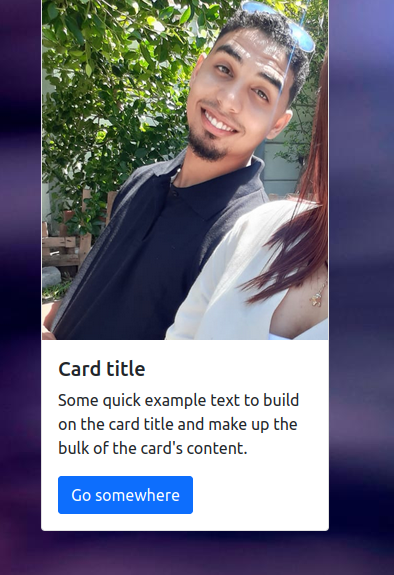 Card title
Some quick example text to build
on the card title and make up the
bulk of the card's content.
Go somewhere